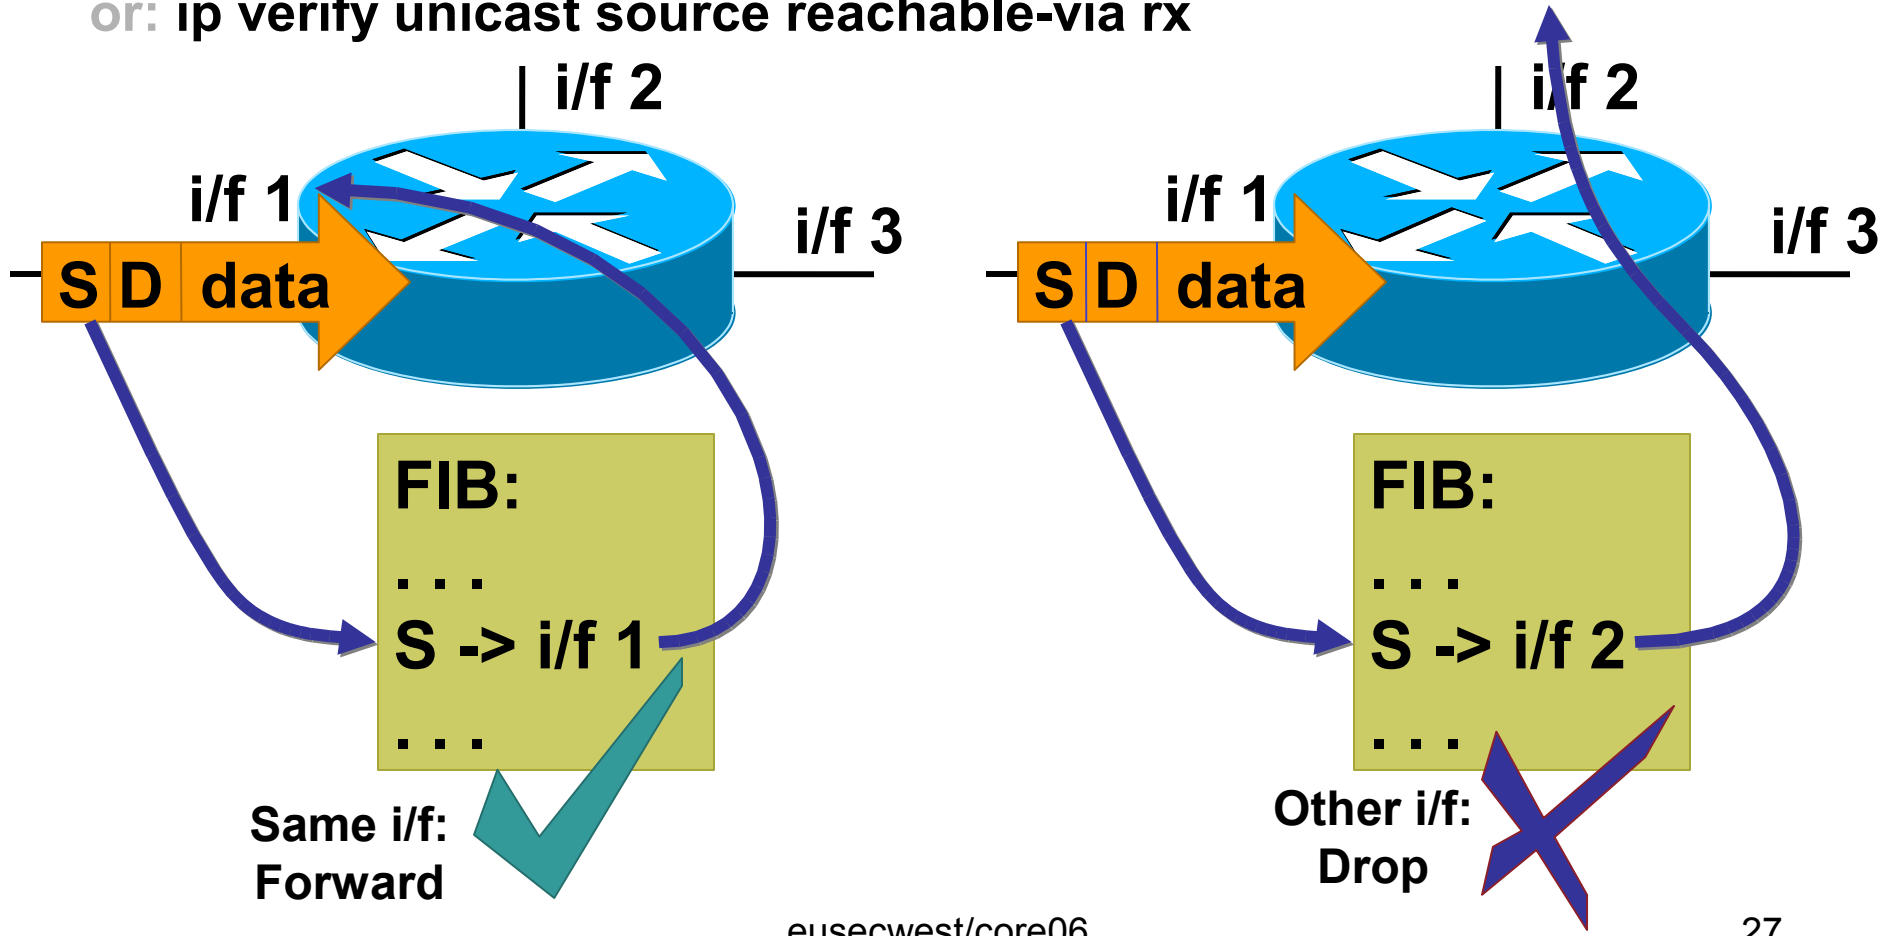 or: ip verify unicast source reachable-via rx
i/f 2
i/f 1
i/f 3
S D data
FIB:
. . .
S -> i/f 1
. . .
Same i/f:
Forward
i/f 2
i/f 1
i/f 3
S D data
FIB:
. . .
S -> i/f 2
. . .
Other i/f:
Drop
eusecwest/core06
27